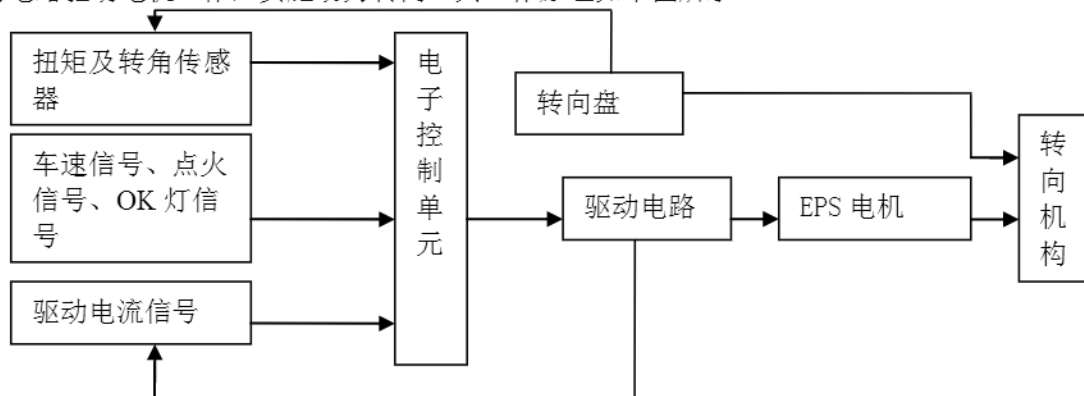 扭矩及转角传感
器
车速信号、点火
信号、OK 灯信
号
驱动电流信号
电
子
控
制
单
元
转向盘
驱动电路
EPS 电机
转
向
机
构